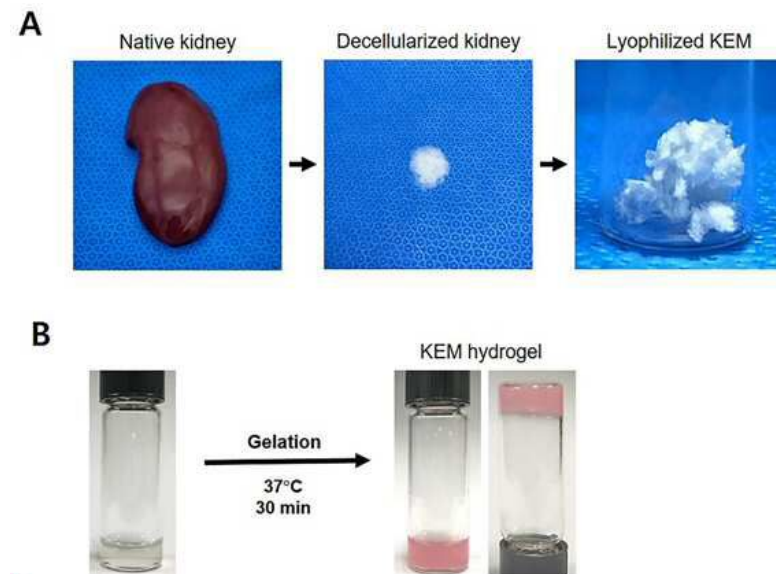 A
Native kidney
Decellularized kidney
Lyophilized KEM
B
KEM hydrogel
Gelation
37°C
30 min